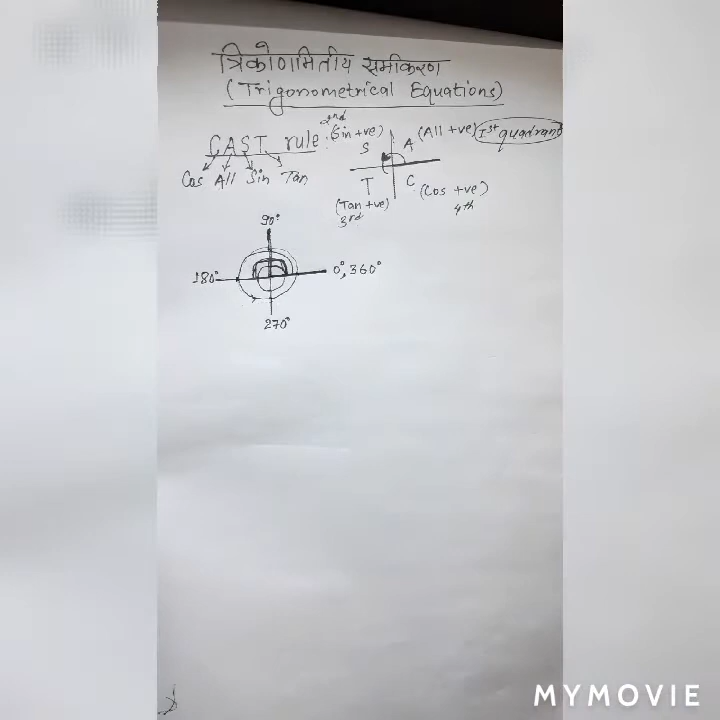 त्रिकोणमितीय समीकरण
(Trigonometrical Equations)
CAST rule :
Cos All Sin Tan
2nd (Sin +ve)
S
A (All +ve) Ist quadrant
T
(Tan +ve)
3rd
C (Cos +ve)
4th
90°
180°
0°, 360°
270°
MYMOVIE